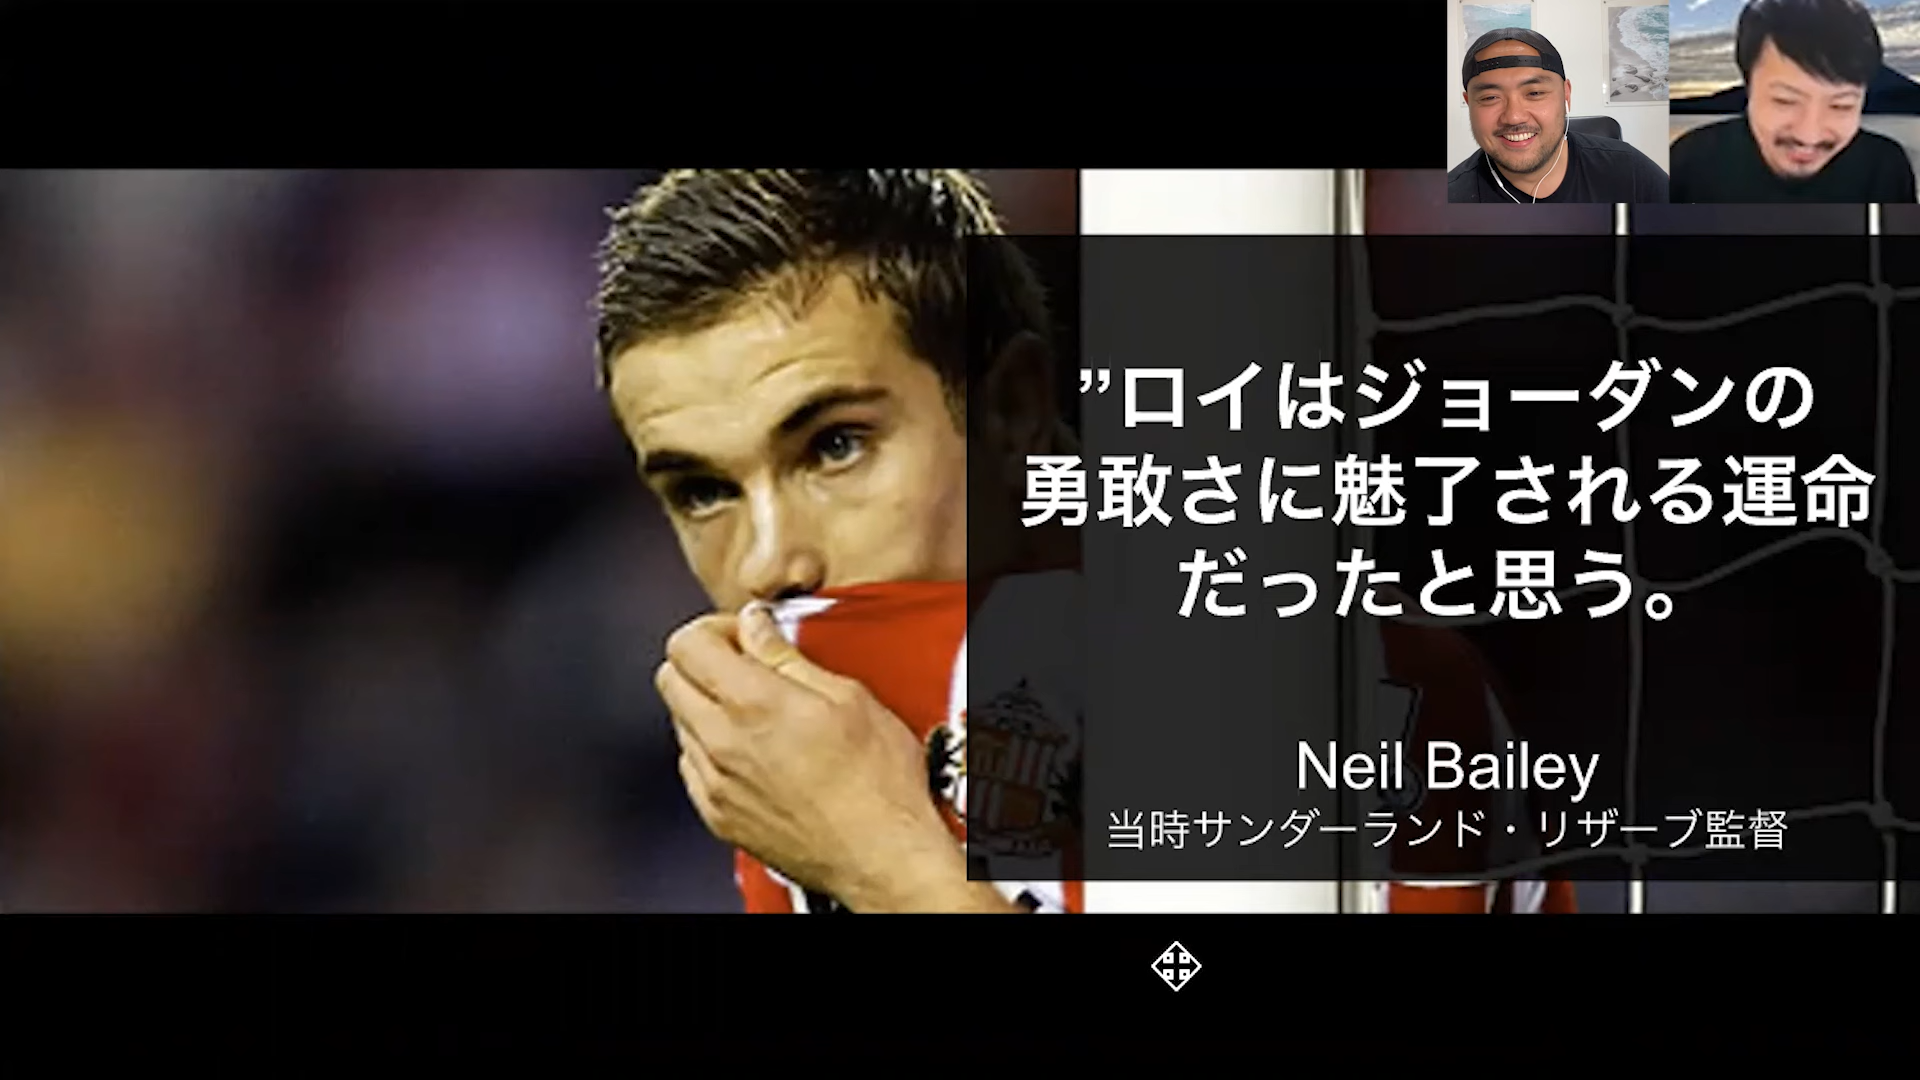 ”ロイはジョーダンの
勇敢さに魅了される運命
だったと思う。
Neil Bailey
当時サンダーランド・リザーブ監督